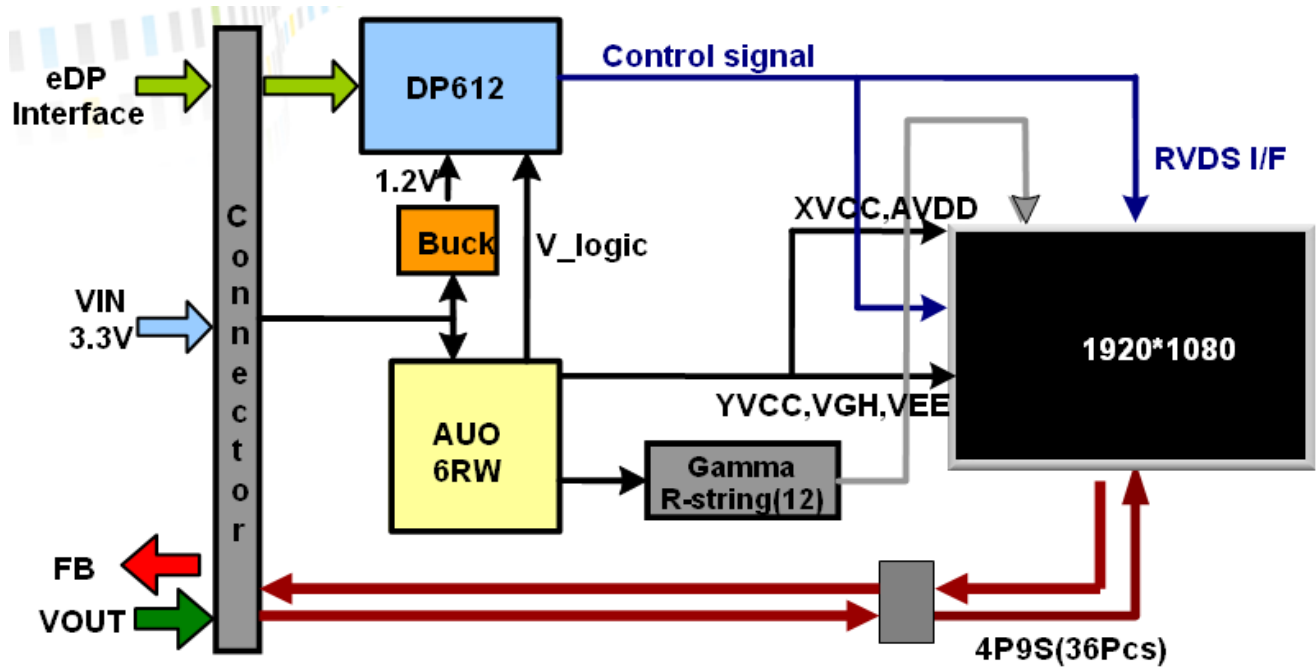 eDP
Interface
DP612
Control signal
RVDS I/F
1.2V
Connector
Buck
V_logic
XVCC,AVDD
VIN
3.3V
1920*1080
YVCC,VGH,VEE
AUO
6RW
Gamma
R-string(12)
FB
VOUT
4P9S(36Pcs)